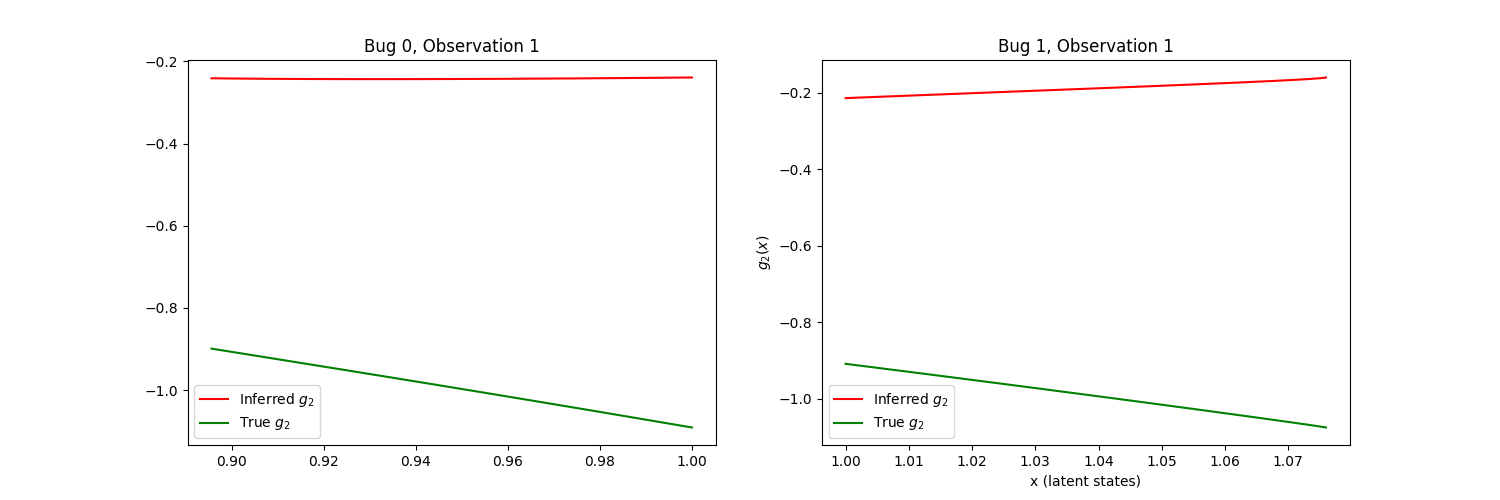 Bug 0, Observation 1
−0.2
−0.4
−0.6
−0.8
−1.0
Inferred g₂
True g₂
0.90 0.92 0.94 0.96 0.98 1.00
Bug 1, Observation 1
g₂(x)
−0.2
−0.4
−0.6
−0.8
−1.0
Inferred g₂
True g₂
1.00 1.01 1.02 1.03 1.04 1.05 1.06 1.07
x (latent states)